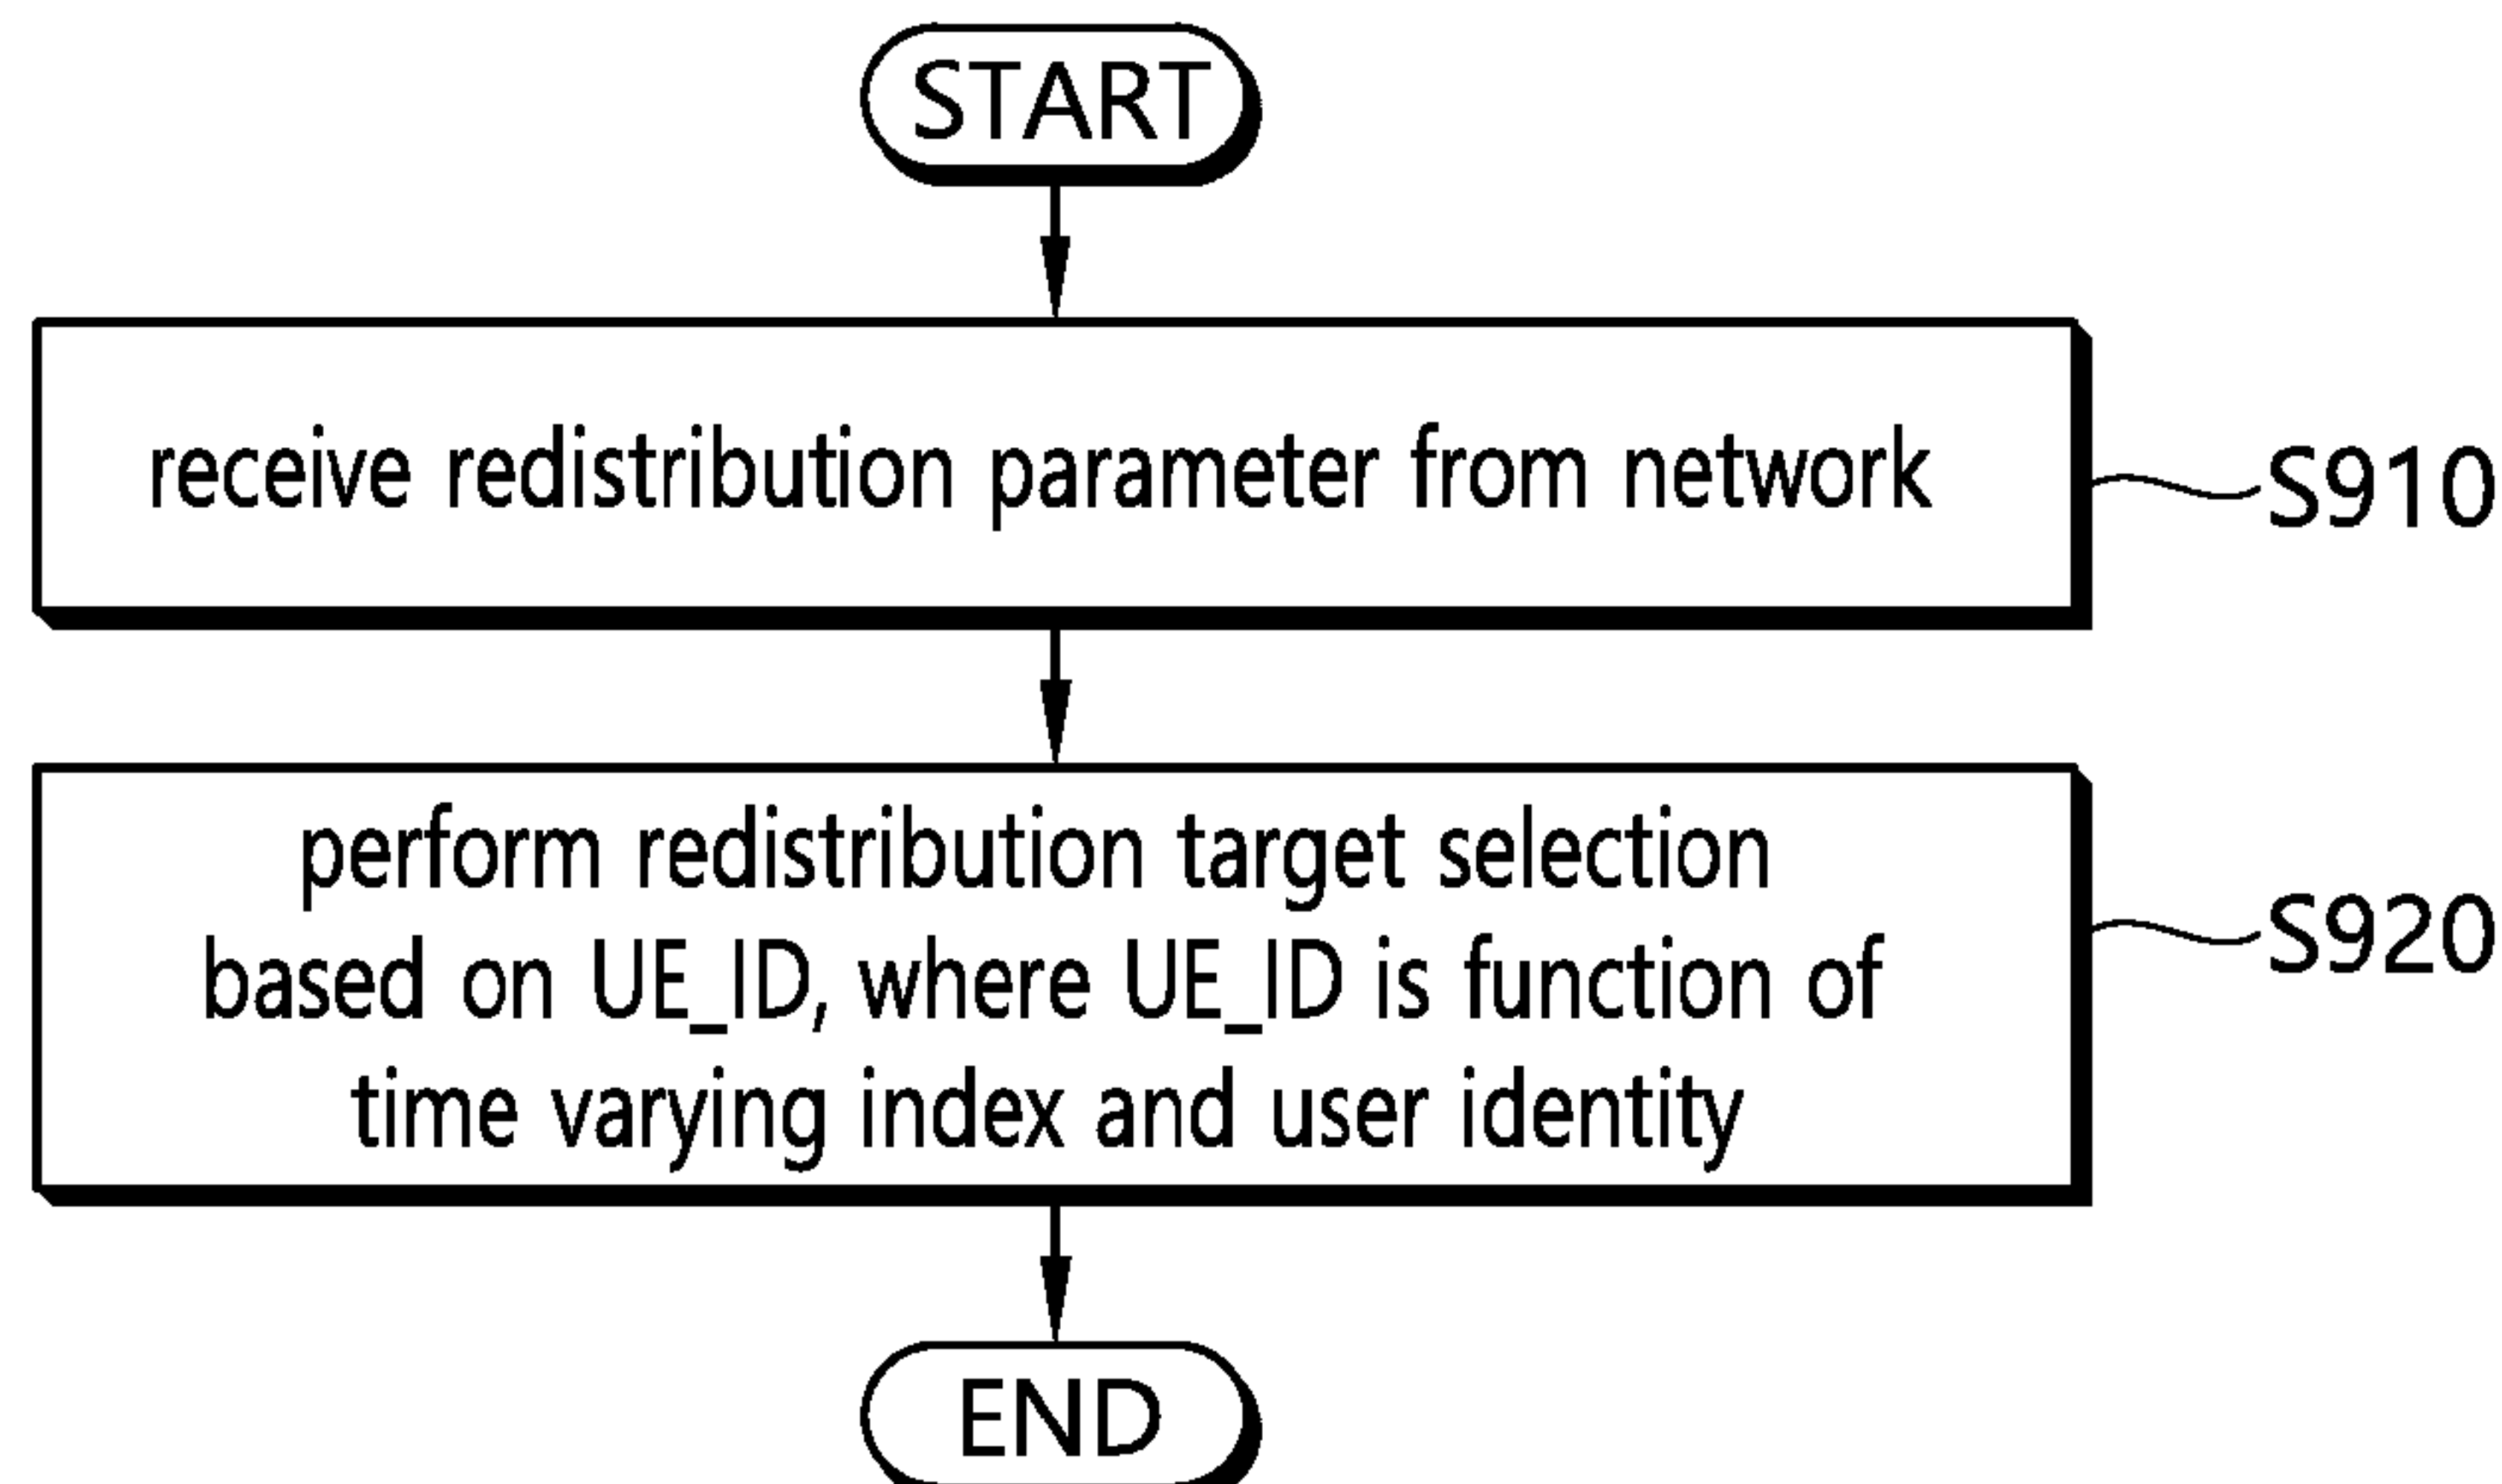 START
receive redistribution parameter from network
S910
perform redistribution target selection
based on UE_ID, where UE_ID is function of
time varying index and user identity
S920
END